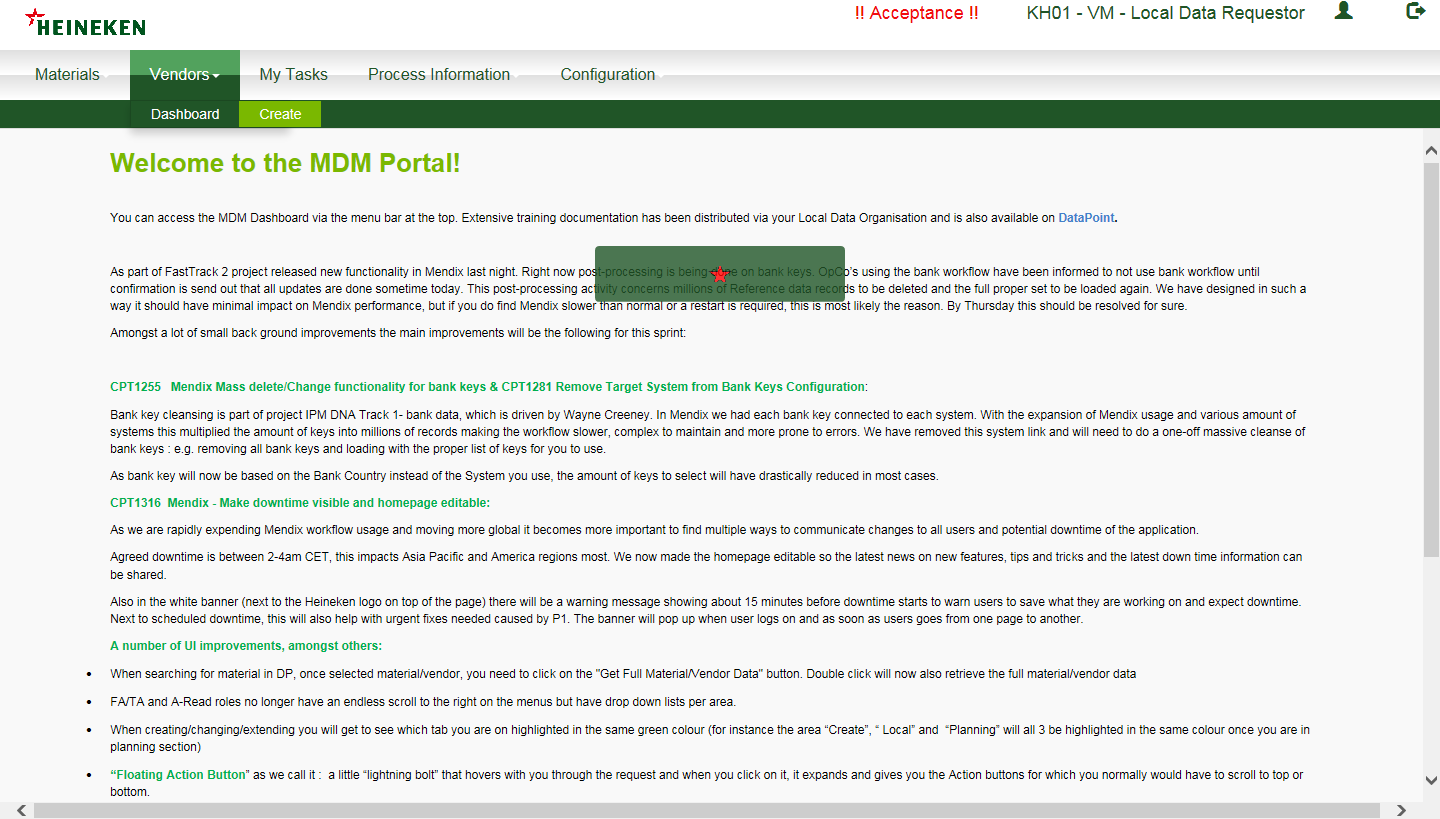 HEINEKEN
!! Acceptance !!
KH01 - VM - Local Data Requestor
Materials
Vendors
My Tasks
Process Information
Configuration
Dashboard
Create
Welcome to the MDM Portal!
You can access the MDM Dashboard via the menu bar at the top. Extensive training documentation has been distributed via your Local Data Organisation and is also available on DataPoint.
As part of FastTrack 2 project released new functionality in Mendix last night. Right now post-processing is being done on bank keys. OpCo's using the bank workflow have been informed to not use bank workflow until
confirmation is send out that all updates are done sometime today. This post-processing activity concerns millions of Reference data records to be deleted and the full proper set to be loaded again. We have designed in such a
way it should have minimal impact on Mendix performance, but if you do find Mendix slower than normal or a restart is required, this is most likely the reason. By Thursday this should be resolved for sure.
Amongst a lot of small back ground improvements the main improvements will be the following for this sprint:
CPT1255 Mendix Mass delete/Change functionality for bank keys & CPT1281 Remove Target System from Bank Keys Configuration:
Bank key cleansing is part of project IPM DNA Track 1- bank data, which is driven by Wayne Creeney. In Mendix we had each bank key connected to each system. With the expansion of Mendix usage and various amount of
systems this multiplied the amount of keys into millions of records making the workflow slower, complex to maintain and more prone to errors. We have removed this system link and will need to do a one-off massive cleanse of
bank keys : e.g. removing all bank keys and loading with the proper list of keys for you to use.
As bank key will now be based on the Bank Country instead of the System you use, the amount of keys to select will have drastically reduced in most cases.
CPT1316 Mendix - Make downtime visible and homepage editable:
As we are rapidly expending Mendix workflow usage and moving more global it becomes more important to find multiple ways to communicate changes to all users and potential downtime of the application.
Agreed downtime is between 2-4am CET, this impacts Asia Pacific and America regions most. We now made the homepage editable so the latest news on new features, tips and tricks and the latest down time information can
be shared.
Also in the white banner (next to the Heineken logo on top of the page) there will be a warning message showing about 15 minutes before downtime starts to warn users to save what they are working on and expect downtime.
Next to scheduled downtime, this will also help with urgent fixes needed caused by P1. The banner will pop up when user logs on and as soon as users goes from one page to another.
A number of UI improvements, amongst others:
• When searching for material in DP, once selected material/vendor, you need to click on the "Get Full Material/Vendor Data" button. Double click will now also retrieve the full material/vendor data
• FA/TA and A-Read roles no longer have an endless scroll to the right on the menus but have drop down lists per area.
• When creating/changing/extending you will get to see which tab you are on highlighted in the same green colour (for instance the area “Create”, “ Local” and “Planning” will all 3 be highlighted in the same colour once you are in
planning section)
• “Floating Action Button” as we call it : a little “lightning bolt” that hovers with you through the request and when you click on it, it expands and gives you the Action buttons for which you normally would have to scroll to top or
bottom.